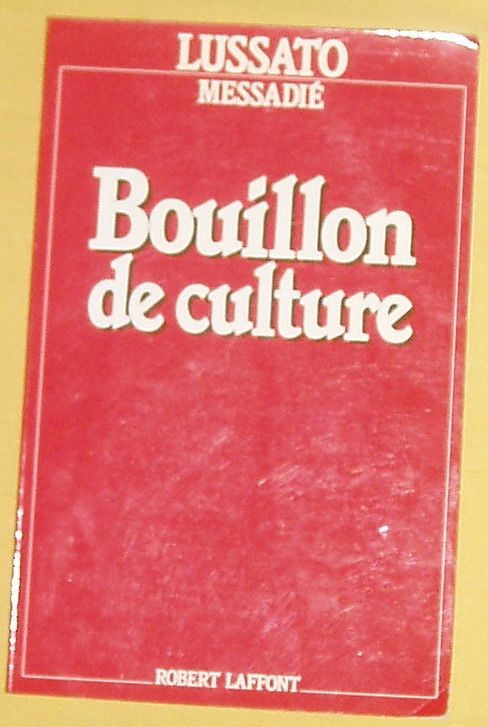 LUSSATO
MESSADIÉ
Bouillon
de culture
ROBERT LAFFONT